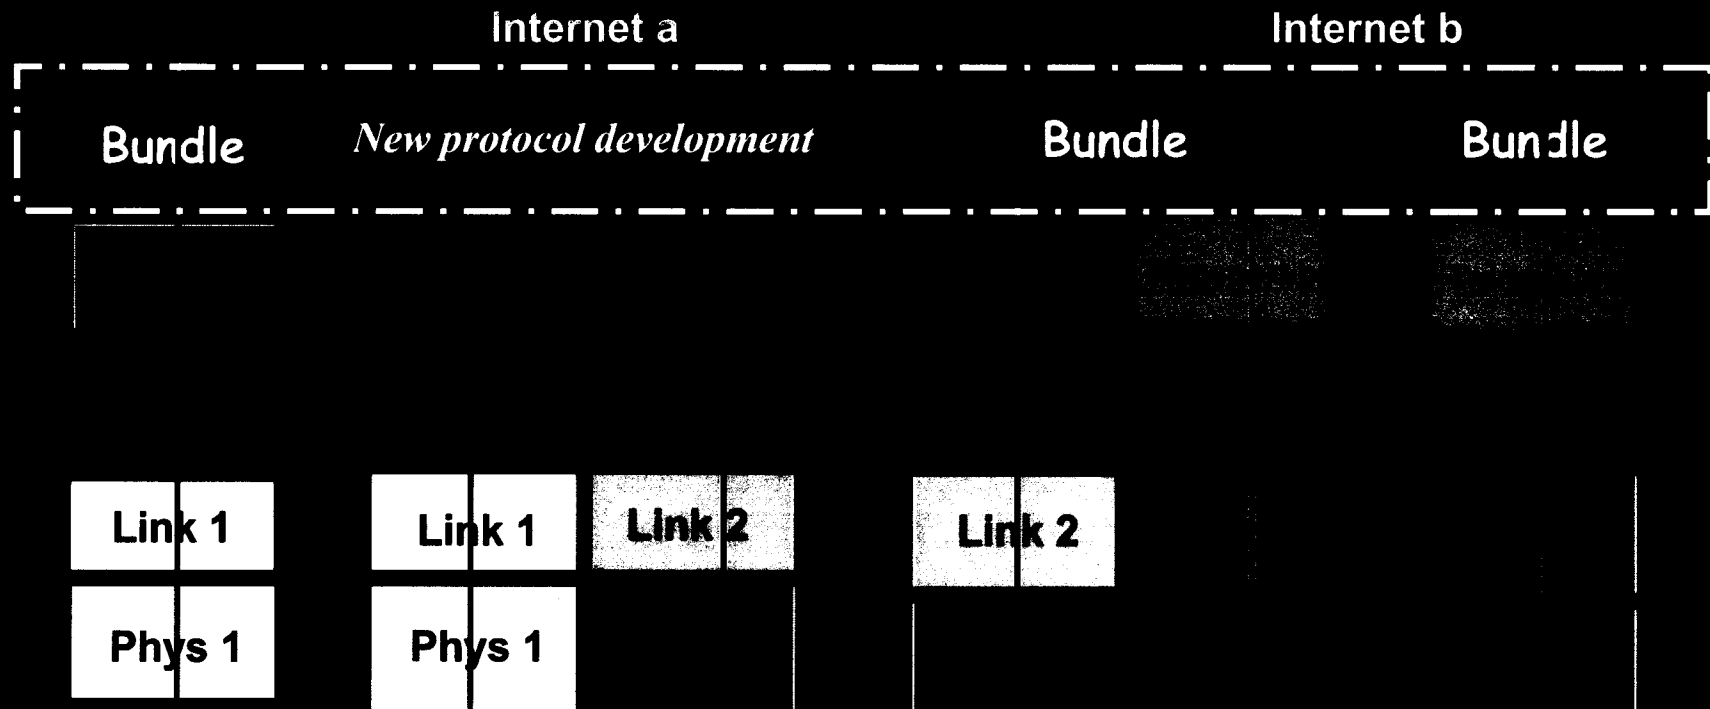 Internet a Internet b
Bundle New protocol development Bundle Bundle
Link 1 Link 1 Link 2 Link 2
Phys 1 Phys 1